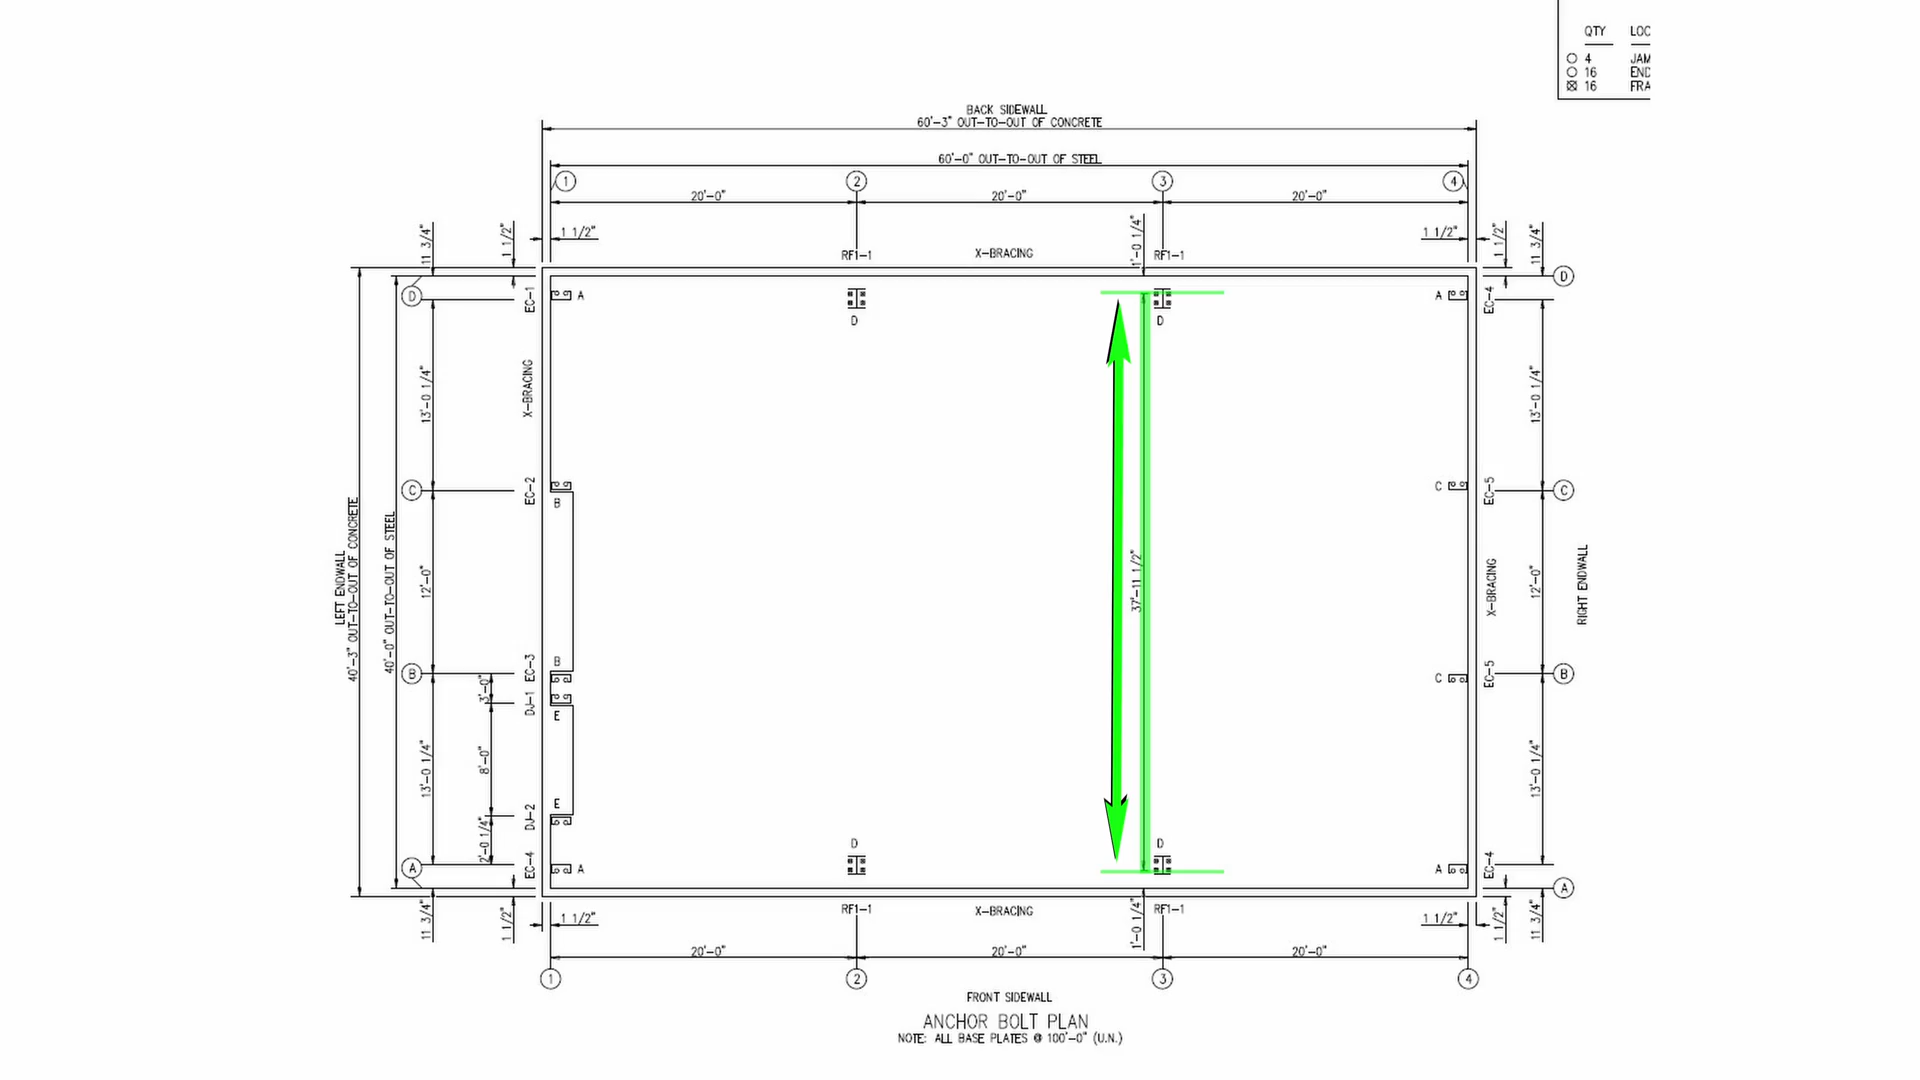 QTY LOC
4 JAM
16 END
16 FRA
BACK SIDEWALL
60'-3" OUT-TO-OUT OF CONCRETE
60'-0" OUT-TO-OUT OF STEEL
1 2 3 4
20'-0" 20'-0" 20'-0"
11 3/4" 1 1/2" 1 1/2" 1'-0 1/4" 1 1/2" 1 1/2" 11 3/4"
RF1-1 X-BRACING RF1-1
D EC-1 A D D A EC-4 D
13'-0 1/4" X-BRACING 13'-0 1/4"
C EC-2 B C EC-5 C
LEFT ENDWALL
40'-3" OUT-TO-OUT OF CONCRETE
40'-0" OUT-TO-OUT OF STEEL
12'-0" 37'-11 1/2" X-BRACING 12'-0" RIGHT ENDWALL
B EC-3 B C EC-5 B
3'-0" DJ-1 E
13'-0 1/4" 8'-0" 13'-0 1/4"
DJ-2 E
2'-0 1/4"
A EC-4 A D D A EC-4 A
11 3/4" 1 1/2" 1 1/2" 1'-0 1/4" 1 1/2" 1 1/2" 11 3/4"
RF1-1 X-BRACING RF1-1
20'-0" 20'-0" 20'-0"
1 2 3 4
FRONT SIDEWALL
ANCHOR BOLT PLAN
NOTE: ALL BASE PLATES @ 100'-0" (U.N.)